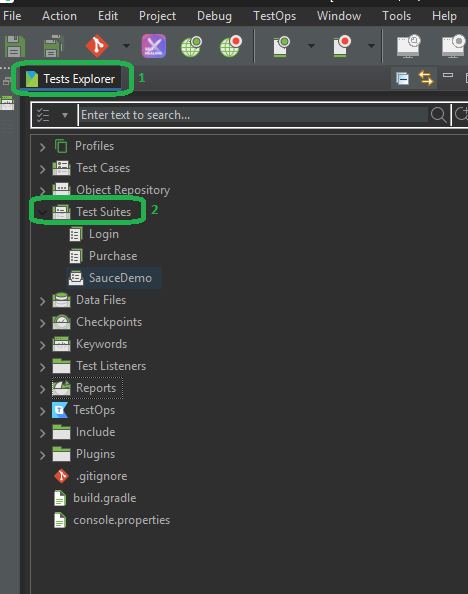 File Action Edit Project Debug TestOps Window Tools Help
Tests Explorer 1
Enter text to search...
Profiles
Test Cases
Object Repository
Test Suites 2
Login
Purchase
SauceDemo
Data Files
Checkpoints
Keywords
Test Listeners
Reports
TestOps
Include
Plugins
.gitignore
build.gradle
console.properties